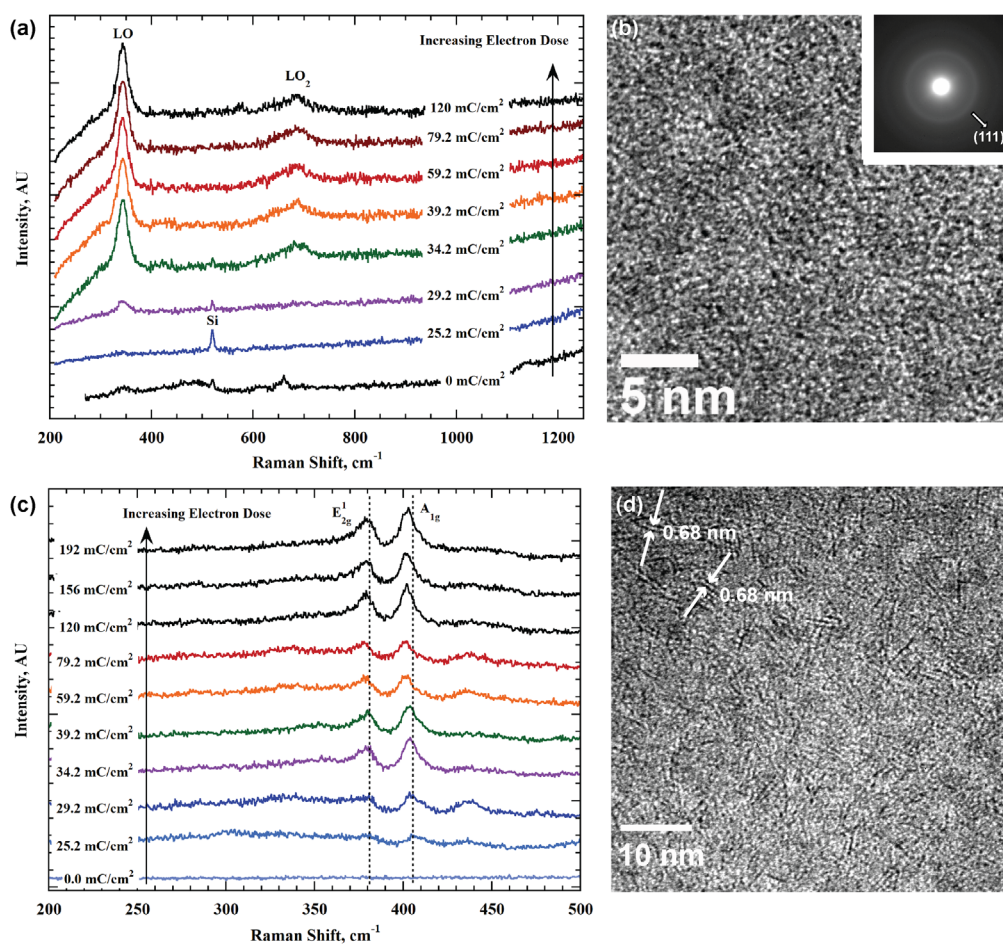 (a)
LO
LO2
Increasing Electron Dose
120 mC/cm²
79.2 mC/cm²
59.2 mC/cm²
39.2 mC/cm²
34.2 mC/cm²
29.2 mC/cm²
Si
25.2 mC/cm²
0 mC/cm²
Intensity, AU
200 400 600 800 1000 1200
Raman Shift, cm⁻¹
(b)
(111)
5 nm
(c)
Increasing Electron Dose
E¹2g
A1g
192 mC/cm²
156 mC/cm²
120 mC/cm²
79.2 mC/cm²
59.2 mC/cm²
39.2 mC/cm²
34.2 mC/cm²
29.2 mC/cm²
25.2 mC/cm²
0.0 mC/cm²
Intensity, AU
200 250 300 350 400 450 500
Raman Shift, cm⁻¹
(d)
0.68 nm
0.68 nm
10 nm